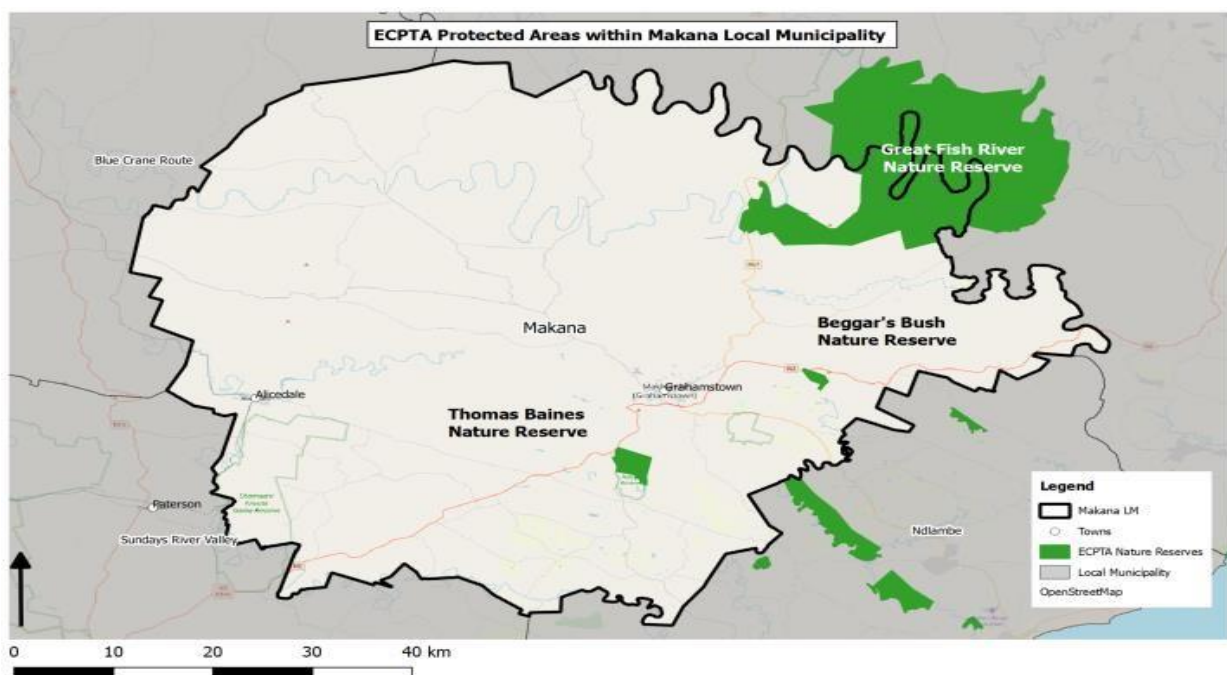 ECPTA Protected Areas within Makana Local Municipality
Great Fish River
Nature Reserve
Blue Crane Route
Beggar's Bush
Nature Reserve
Makana
Grahamstown
(Grahamstown)
Alicedale
Thomas Baines
Nature Reserve
Paterson
Sundays River Valley
Ndlambe
Legend
Makana LM
Towns
ECPTA Nature Reserves
Local Municipality
OpenStreetMap
0 10 20 30 40 km